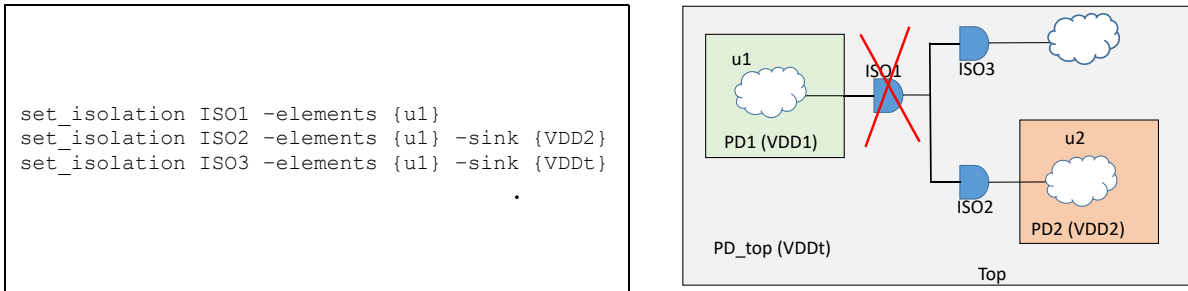 set_isolation ISO1 –elements {u1}
set_isolation ISO2 –elements {u1} –sink {VDD2}
set_isolation ISO3 –elements {u1} –sink {VDDt}
.
u1
ISO1
ISO3
PD1 (VDD1)
u2
ISO2
PD2 (VDD2)
PD_top (VDDt)
Top